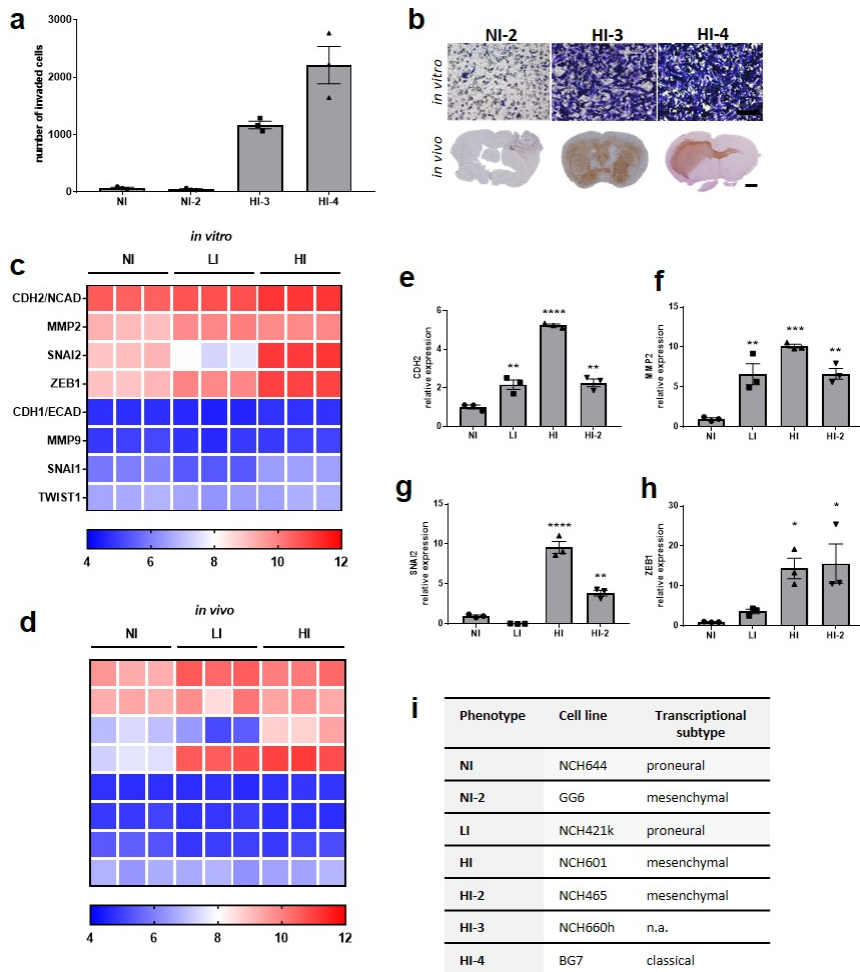 a
number of invaded cells
3000
2000
1000
0
NI NI-2 HI-3 HI-4
b
NI-2 HI-3 HI-4
in vitro
in vivo
in vitro
c
NI LI HI
CDH2/NCAD
MMP2
SNAI2
ZEB1
CDH1/ECAD
MMP9
SNAI1
TWIST1
4 6 8 10 12
in vivo
d
NI LI HI
4 6 8 10 12
e
CDH2
relative expression
6
4
2
0
**
****
**
NI LI HI HI-2
f
MMP2
relative expression
15
10
5
0
**
***
**
NI LI HI HI-2
g
SNAI2
relative expression
15
10
5
0
****
**
NI LI HI HI-2
h
ZEB1
relative expression
30
20
10
0
*
*
NI LI HI HI-2
i
Phenotype Cell line Transcriptional
subtype
NI NCH644 proneural
NI-2 GG6 mesenchymal
LI NCH421k proneural
HI NCH601 mesenchymal
HI-2 NCH465 mesenchymal
HI-3 NCH660h n.a.
HI-4 BG7 classical